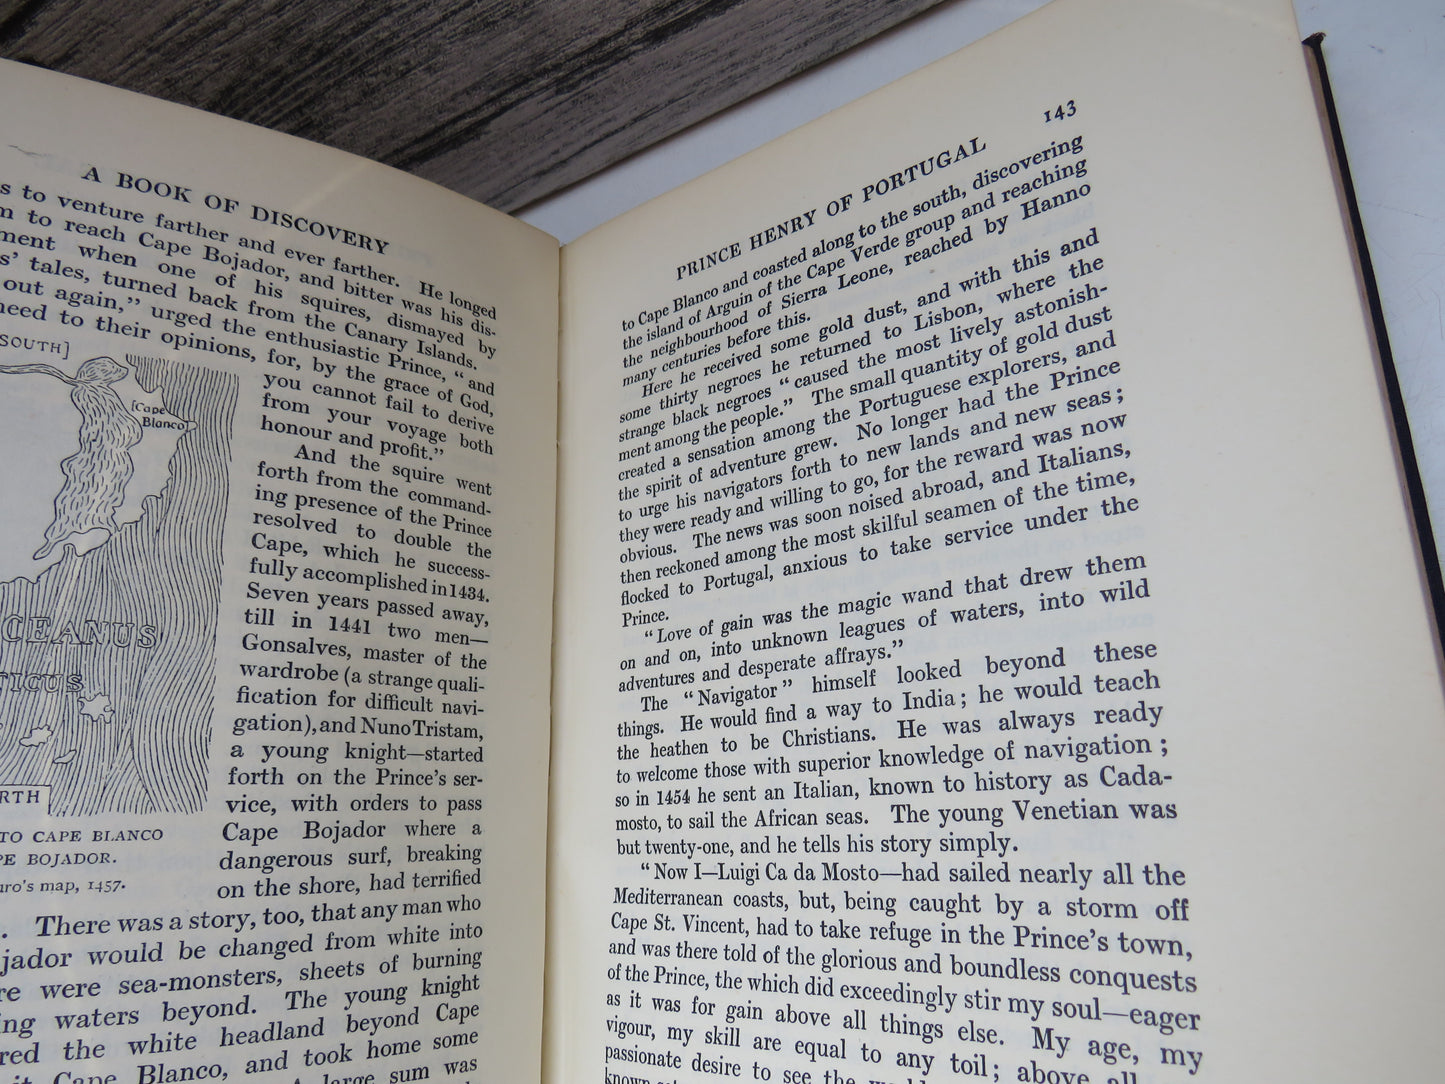 A BOOK OF DISCOVERY
s to venture farther and ever farther. He longed
m to reach Cape Bojador, and bitter was his dis-
ment when one of his squires, dismayed by
s' tales, turned back from the Canary Islands.
out again," urged the enthusiastic Prince, "and
need to their opinions, for, by the grace of God,
you cannot fail to derive
from your voyage both
honour and profit."
And the squire went
forth from the command-
ing presence of the Prince
resolved to double the
Cape, which he success-
fully accomplished in 1434.
Seven years passed away,
till in 1441 two men—
Gonsalves, master of the
wardrobe (a strange quali-
fication for difficult navi-
gation), and Nuno Tristam,
a young knight—started
forth on the Prince's ser-
vice, with orders to pass
Cape Bojador where a
dangerous surf, breaking
on the shore, had terrified
. There was a story, too, that any man who
jador would be changed from white into
re were sea-monsters, sheets of burning
ing waters beyond. The young knight
red the white headland beyond Cape
it Cape Blanco, and took home some
A large sum was
SOUTH]
[Cape
Blanco]
CEANUS
TICUS
RTH
TO CAPE BLANCO
PE BOJADOR.
uro's map, 1457.
PRINCE HENRY OF PORTUGAL 143
to Cape Blanco and coasted along to the south, discovering
the island of Arguin of the Cape Verde group and reaching
the neighbourhood of Sierra Leone, reached by Hanno
many centuries before this.
Here he received some gold dust, and with this and
some thirty negroes he returned to Lisbon, where the
strange black negroes "caused the most lively astonish-
ment among the people." The small quantity of gold dust
created a sensation among the Portuguese explorers, and
the spirit of adventure grew. No longer had the Prince
to urge his navigators forth to new lands and new seas;
they were ready and willing to go, for the reward was now
obvious. The news was soon noised abroad, and Italians,
then reckoned among the most skilful seamen of the time,
flocked to Portugal, anxious to take service under the
Prince.
"Love of gain was the magic wand that drew them
on and on, into unknown leagues of waters, into wild
adventures and desperate affrays."
The "Navigator" himself looked beyond these
things. He would find a way to India; he would teach
the heathen to be Christians. He was always ready
to welcome those with superior knowledge of navigation;
so in 1454 he sent an Italian, known to history as Cada-
mosto, to sail the African seas. The young Venetian was
but twenty-one, and he tells his story simply.
"Now I—Luigi Ca da Mosto—had sailed nearly all the
Mediterranean coasts, but, being caught by a storm off
Cape St. Vincent, had to take refuge in the Prince's town,
and was there told of the glorious and boundless conquests
of the Prince, the which did exceedingly stir my soul—eager
as it was for gain above all things else. My age, my
vigour, my skill are equal to any toil; above all
passionate desire to see the